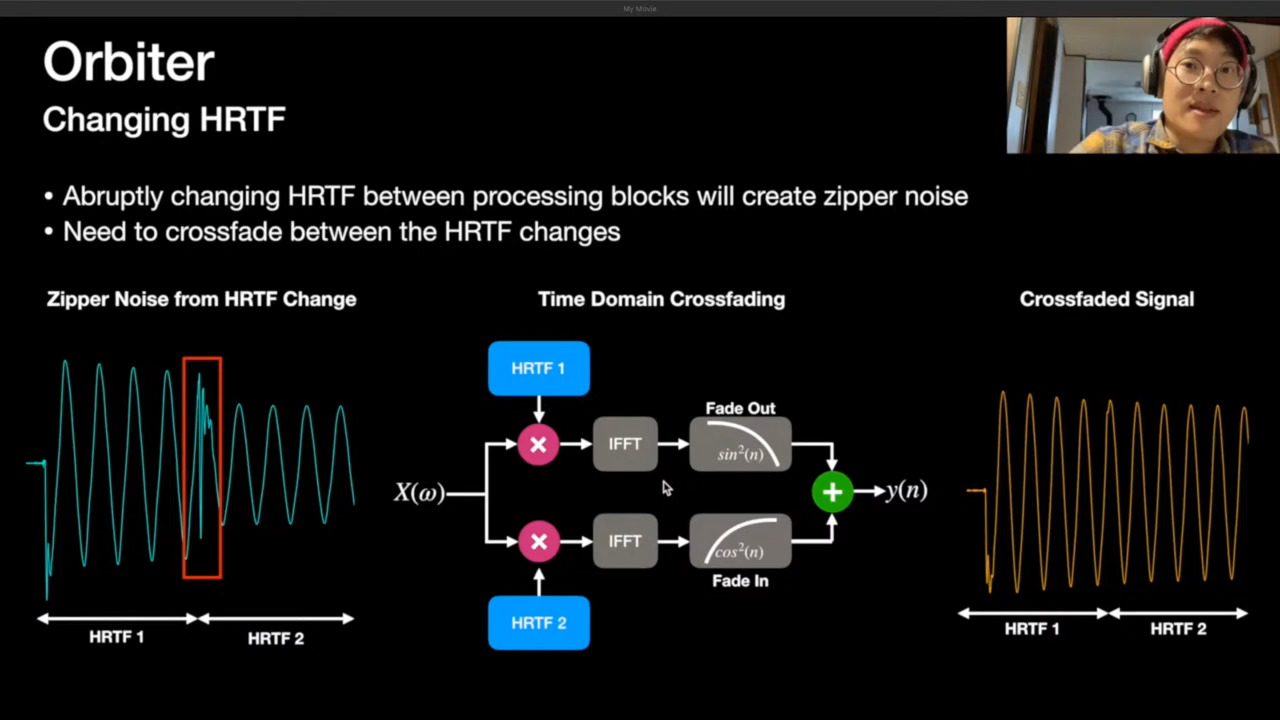 My Movie
Orbiter
Changing HRTF
• Abruptly changing HRTF between processing blocks will create zipper noise
• Need to crossfade between the HRTF changes
Zipper Noise from HRTF Change
Time Domain Crossfading
Crossfaded Signal
HRTF 1
Fade Out
IFFT
sin²(n)
X(ω)
y(n)
IFFT
cos²(n)
Fade In
HRTF 2
HRTF 1
HRTF 2
HRTF 1
HRTF 2